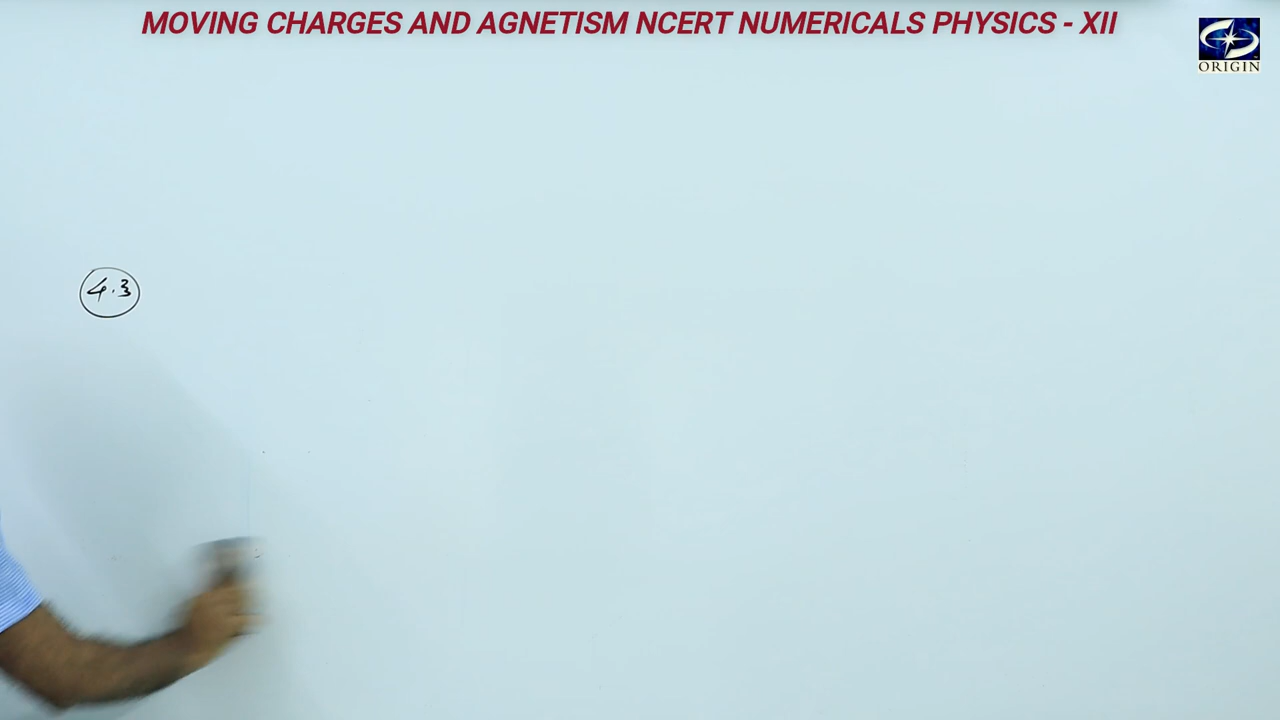 MOVING CHARGES AND AGNETISM NCERT NUMERICALS PHYSICS - XII
ORIGIN
4.3